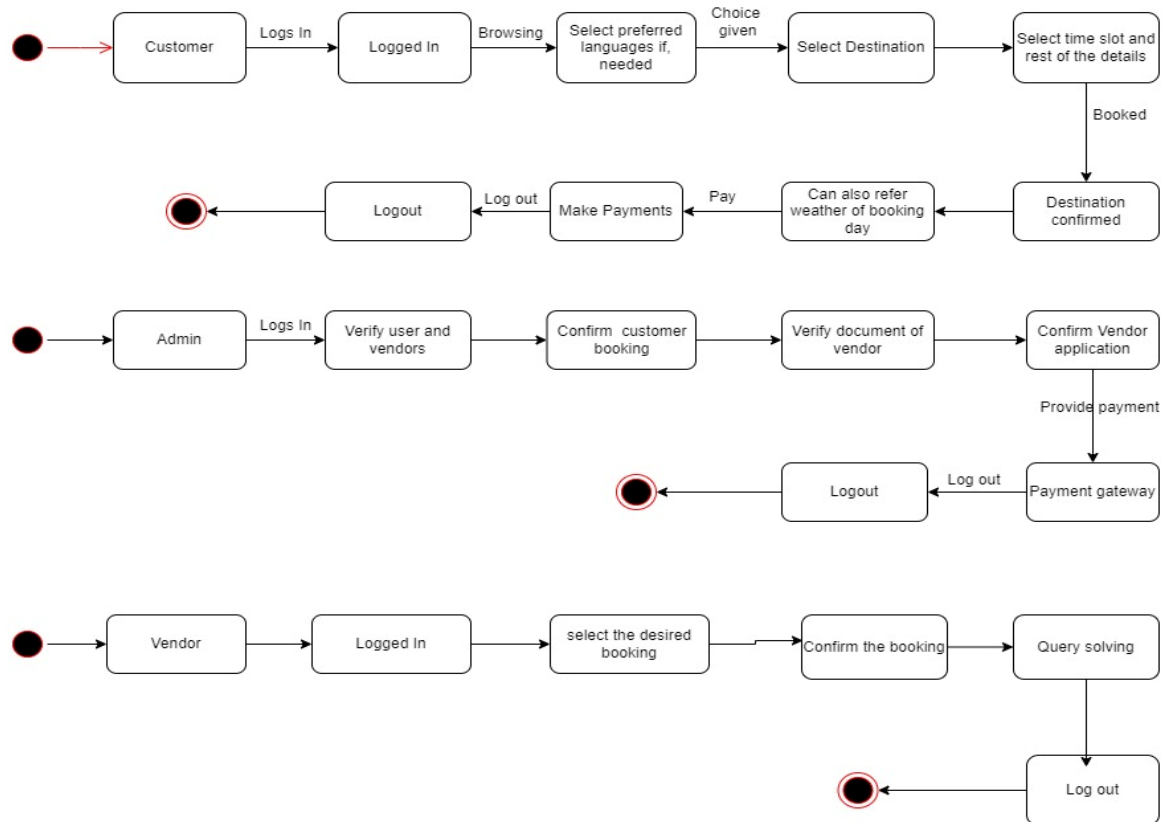 Customer
Logs In
Logged In
Browsing
Select preferred
languages if,
needed
Choice
given
Select Destination
Select time slot and
rest of the details
Booked
Destination
confirmed
Can also refer
weather of booking
day
Pay
Make Payments
Log out
Logout
Admin
Logs In
Verify user and
vendors
Confirm customer
booking
Verify document of
vendor
Confirm Vendor
application
Provide payment
Payment gateway
Log out
Logout
Vendor
Logged In
select the desired
booking
Confirm the booking
Query solving
Log out